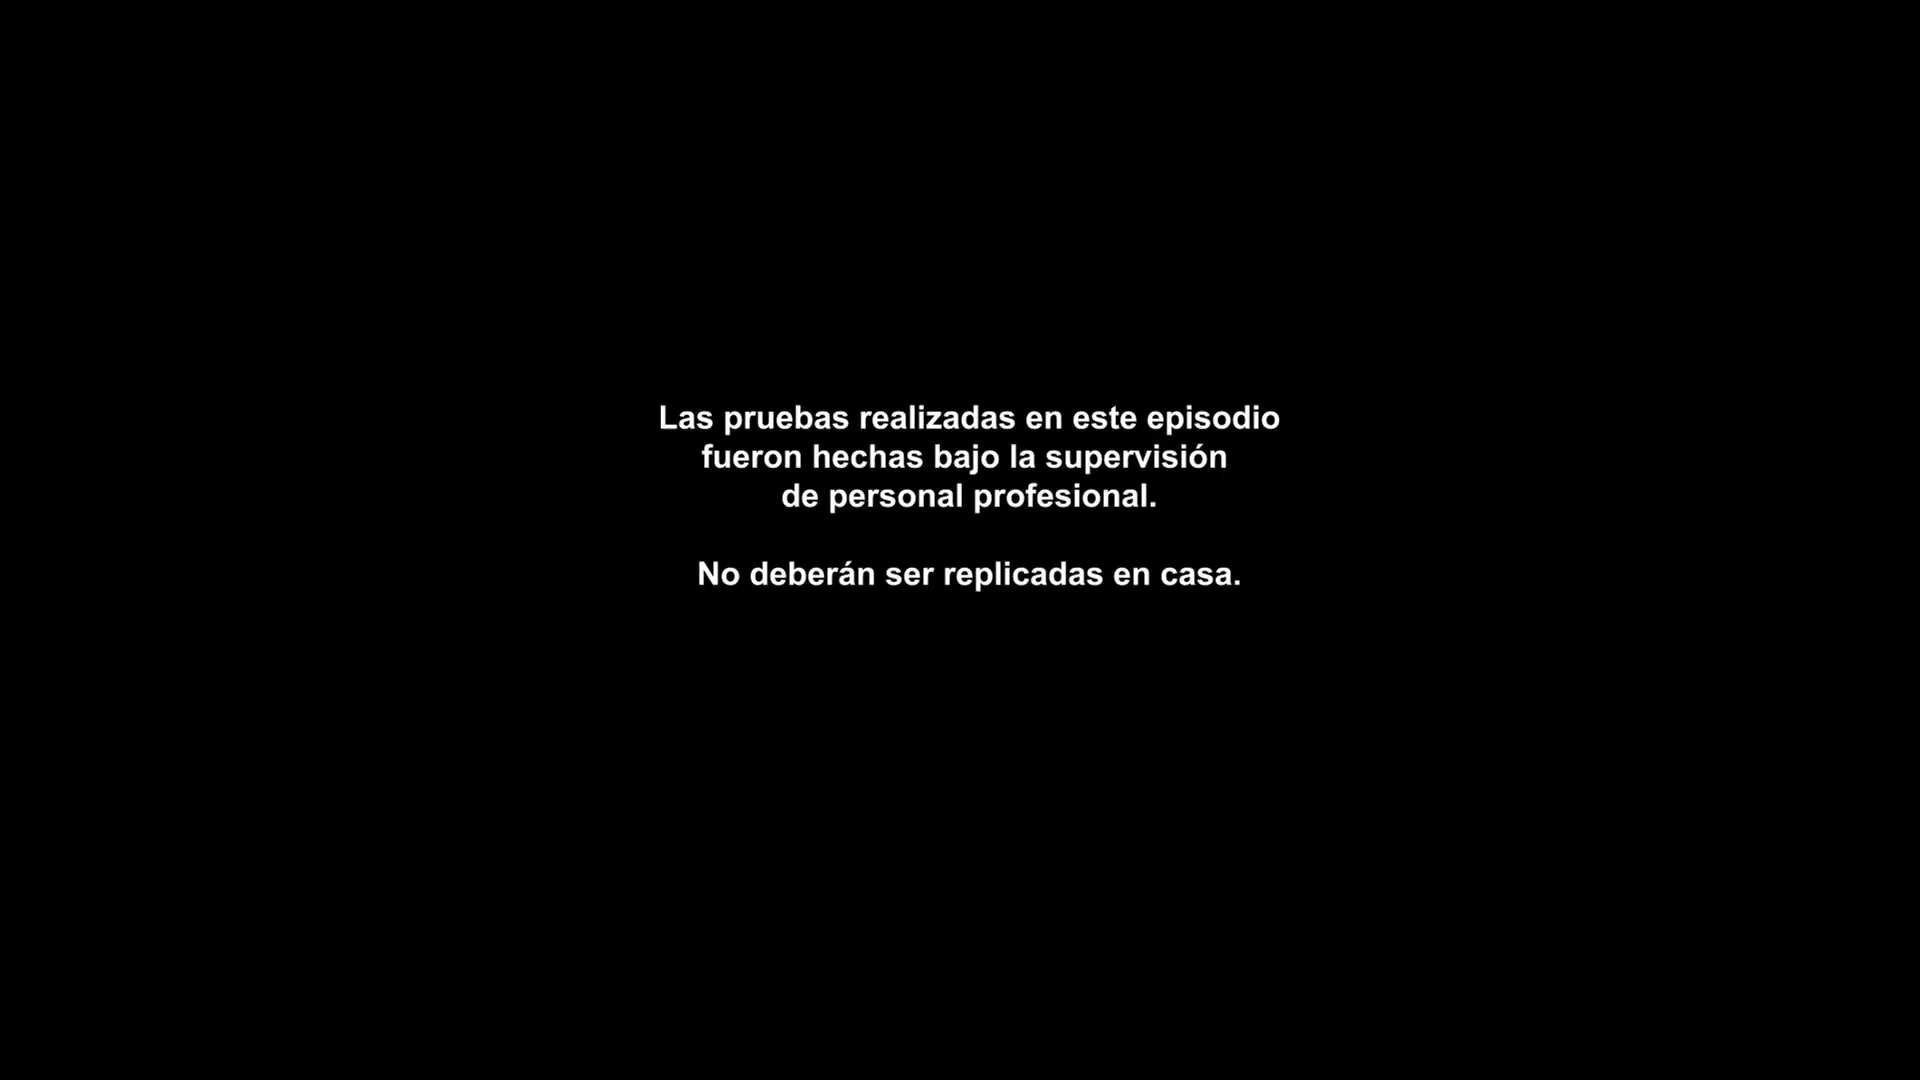 Las pruebas realizadas en este episodio
fueron hechas bajo la supervisión
de personal profesional.
No deberán ser replicadas en casa.